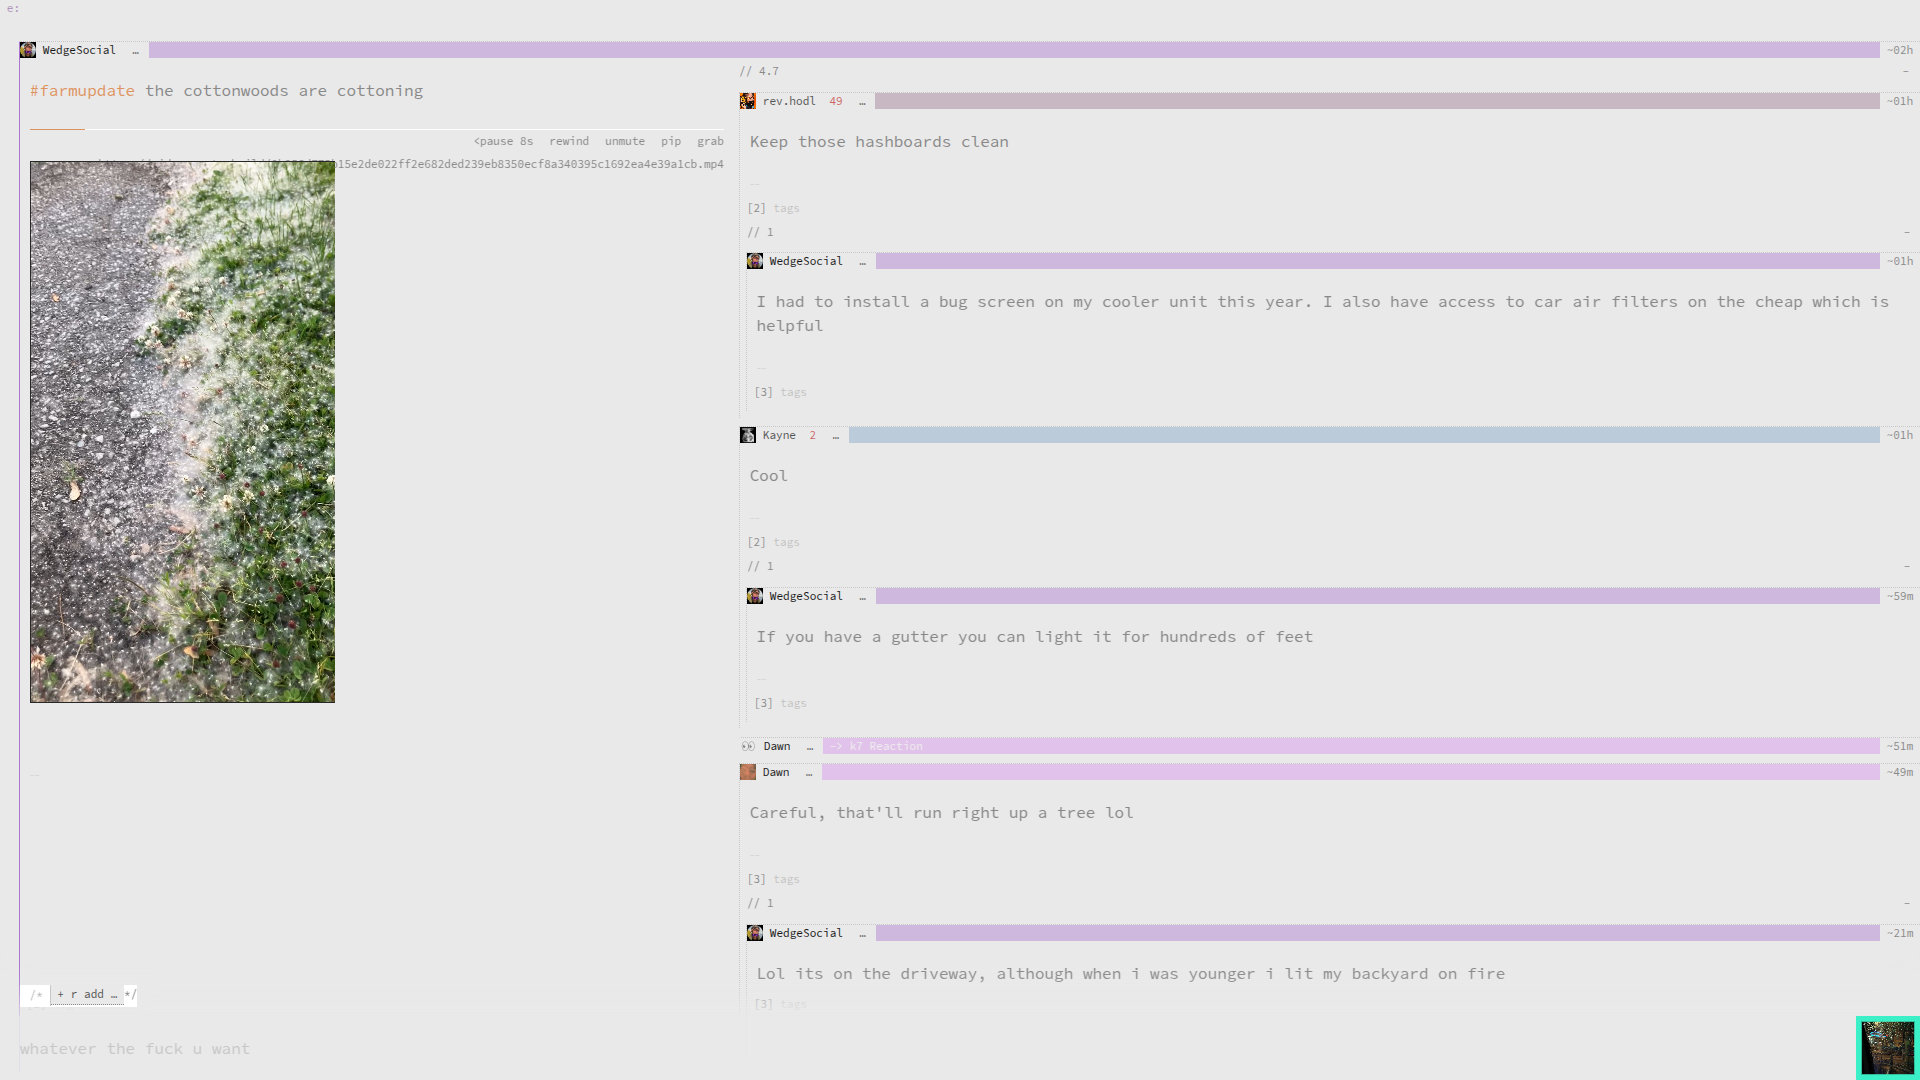 e:
WedgeSocial …
~02h
#farmupdate the cottonwoods are cottoning
<pause 8s rewind unmute pip grab
15e2de022ff2e682ded239eb8350ecf8a340395c1692ea4e39a1cb.mp4
--
/* + r add … */
whatever the fuck u want
// 4.7 –
rev.hodl 49 … ~01h
Keep those hashboards clean
--
[2] tags
// 1 –
WedgeSocial … ~01h
I had to install a bug screen on my cooler unit this year. I also have access to car air filters on the cheap which is
helpful
--
[3] tags
Kayne 2 … ~01h
Cool
--
[2] tags
// 1 –
WedgeSocial … ~59m
If you have a gutter you can light it for hundreds of feet
--
[3] tags
Dawn … ~> k7 Reaction ~51m
Dawn … ~49m
Careful, that'll run right up a tree lol
--
[3] tags
// 1 –
WedgeSocial … ~21m
Lol its on the driveway, although when i was younger i lit my backyard on fire
[3] tags